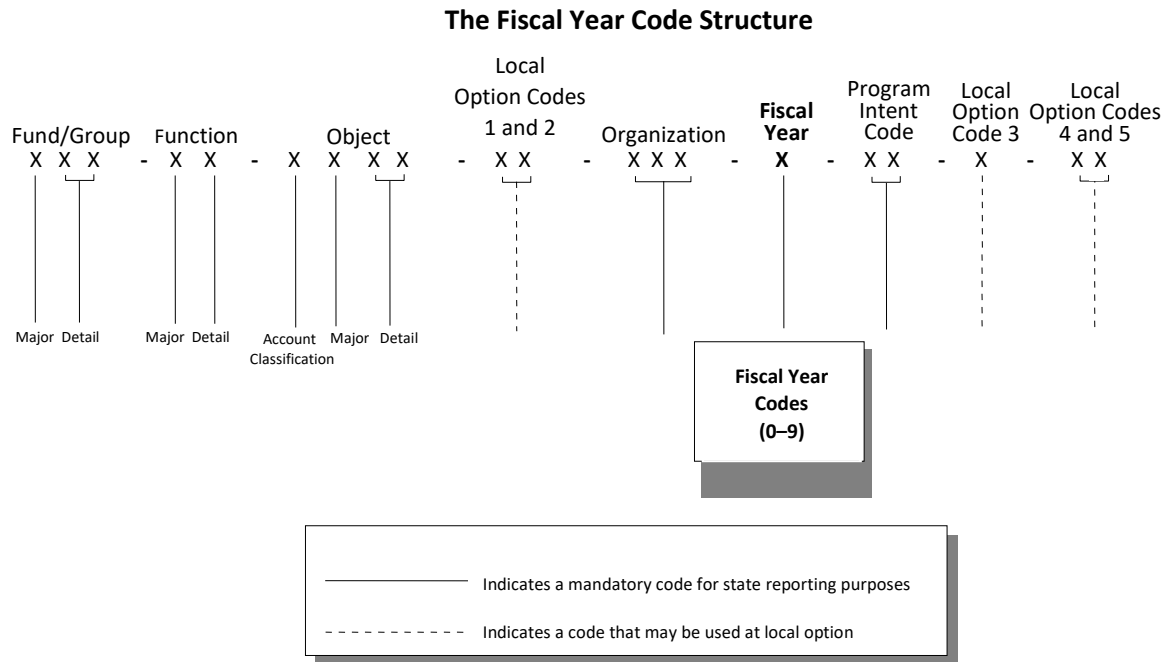 The Fiscal Year Code Structure
Local
Option Codes
1 and 2
Fund/Group
Function
Object
Organization
Fiscal
Year
Program
Intent
Code
Local
Option
Code 3
Local
Option Codes
4 and 5
X X X - X X - X X X X - X X - X X X - X - X X - X - X X
Major Detail
Major Detail
Account
Classification
Major Detail
Fiscal Year
Codes
(0–9)
Indicates a mandatory code for state reporting purposes
Indicates a code that may be used at local option